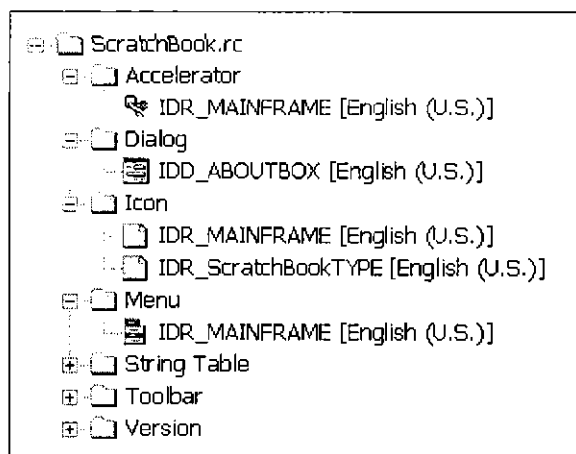 ScratchBook.rc
Accelerator
IDR_MAINFRAME [English (U.S.)]
Dialog
IDD_ABOUTBOX [English (U.S.)]
Icon
IDR_MAINFRAME [English (U.S.)]
IDR_ScratchBookTYPE [English (U.S.)]
Menu
IDR_MAINFRAME [English (U.S.)]
String Table
Toolbar
Version